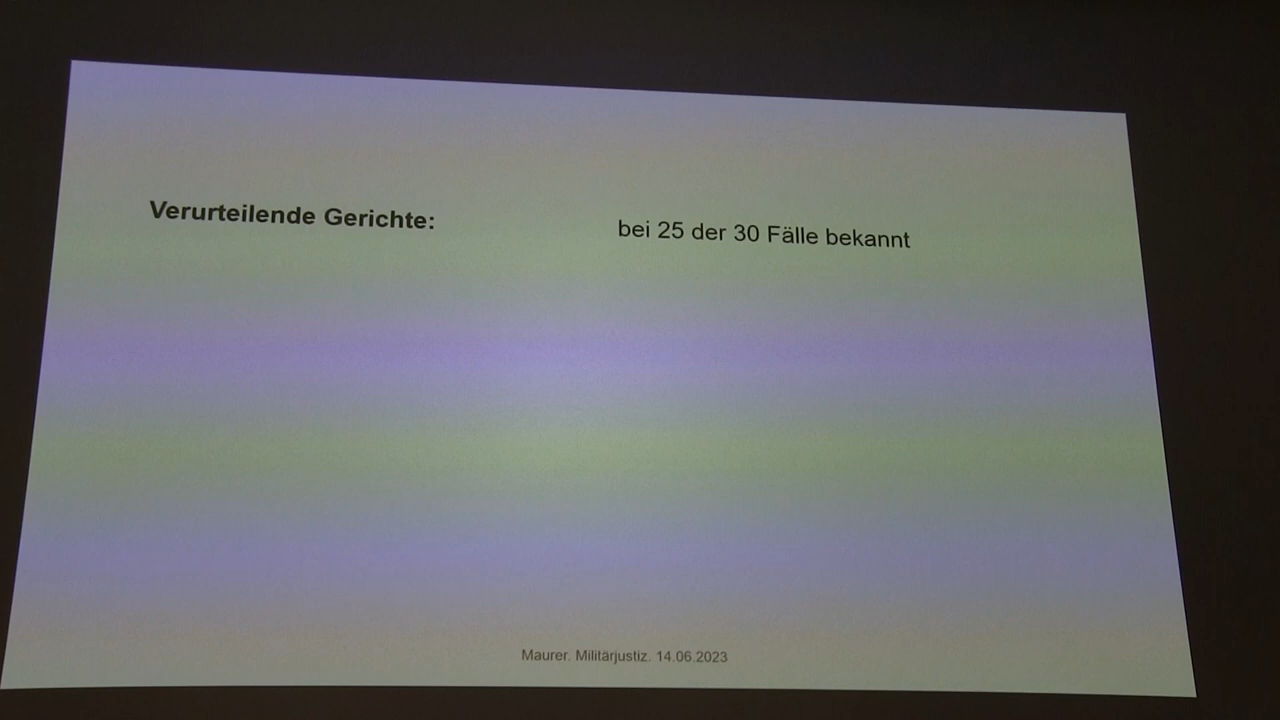 Verurteilende Gerichte:
bei 25 der 30 Fälle bekannt
Maurer. Militärjustiz. 14.06.2023